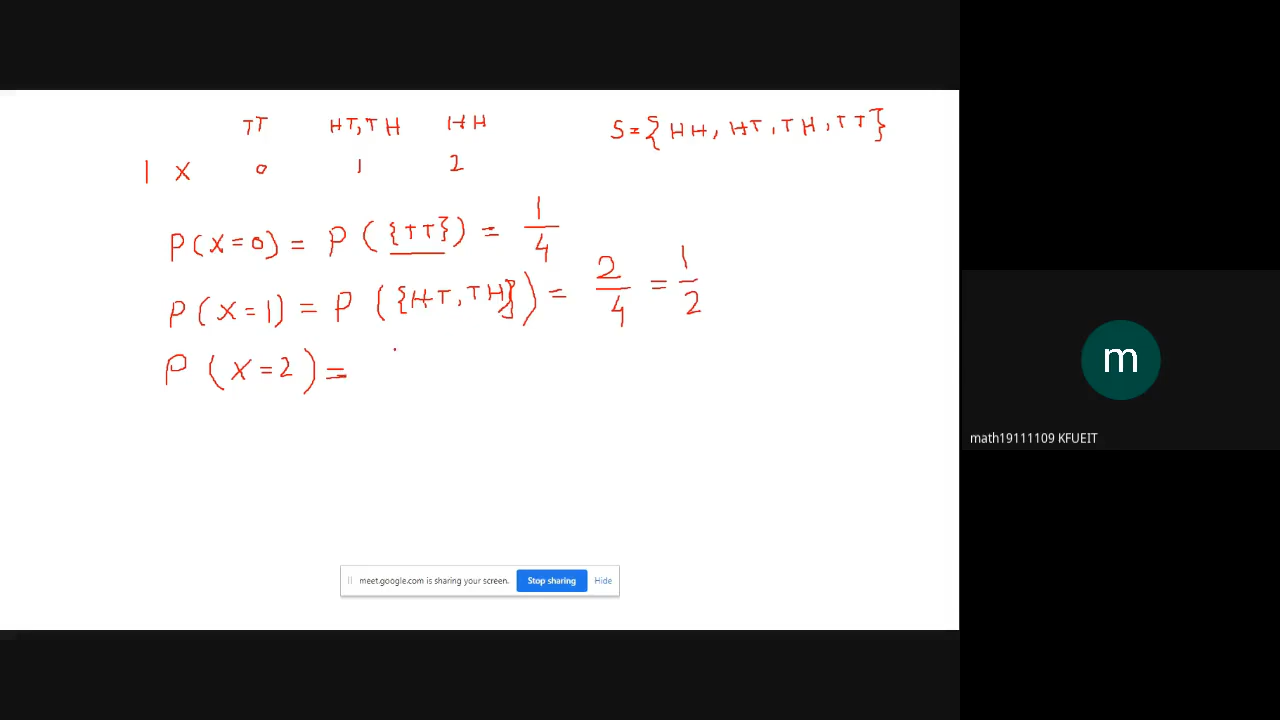 TT HT, TH HH S={HH, HT, TH, TT}
| X 0 1 2
P(X=0) = P({TT}) = 1/4
P(X=1) = P({HT, TH}) = 2/4 = 1/2
P(X=2) =
m
math19111109 KFUEIT
meet.google.com is sharing your screen. Stop sharing Hide